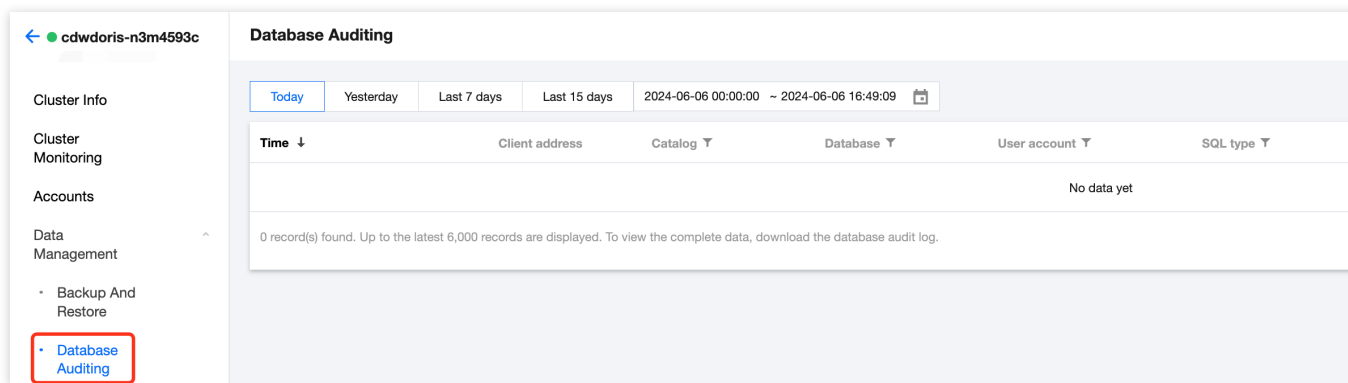 cdwdoris-n3m4593c
Cluster Info
Cluster
Monitoring
Accounts
Data
Management
Backup And
Restore
Database
Auditing
Database Auditing
Today Yesterday Last 7 days Last 15 days 2024-06-06 00:00:00 ~ 2024-06-06 16:49:09
Time Client address Catalog Database User account SQL type
No data yet
0 record(s) found. Up to the latest 6,000 records are displayed. To view the complete data, download the database audit log.